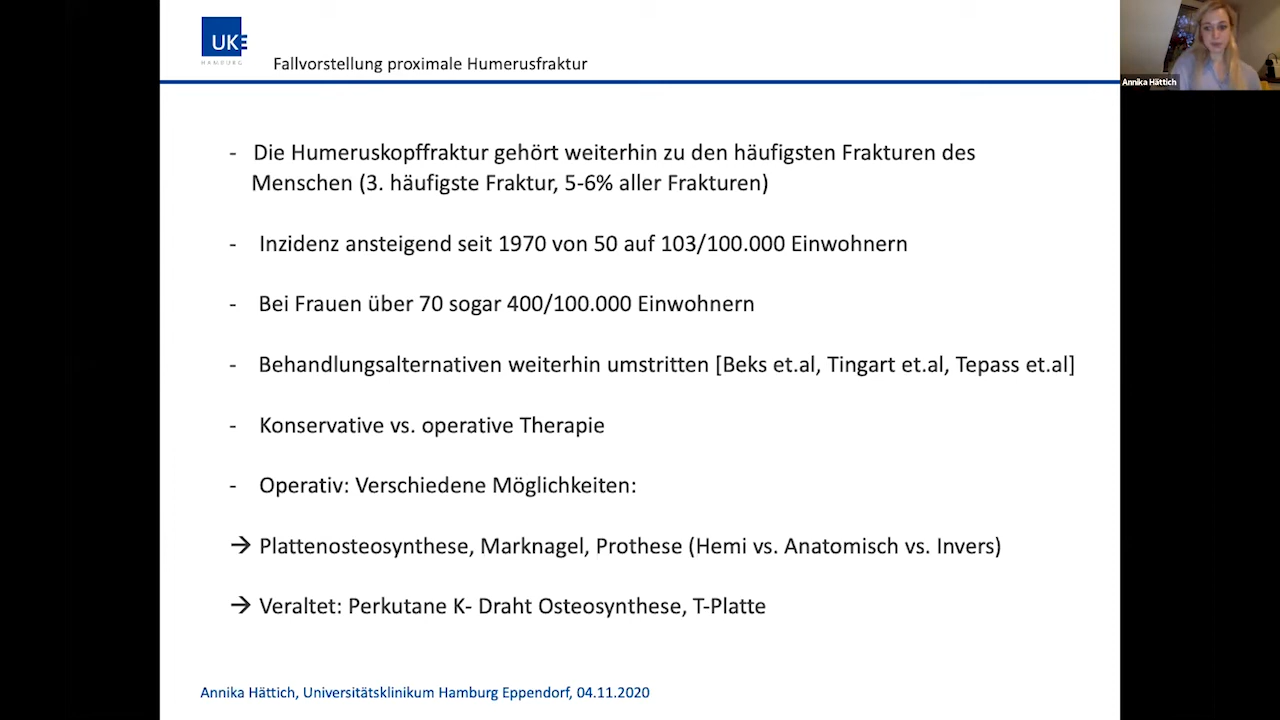 UKE
HAMBURG
Fallvorstellung proximale Humerusfraktur
Annika Hättich
- Die Humeruskopffraktur gehört weiterhin zu den häufigsten Frakturen des
Menschen (3. häufigste Fraktur, 5-6% aller Frakturen)
- Inzidenz ansteigend seit 1970 von 50 auf 103/100.000 Einwohnern
- Bei Frauen über 70 sogar 400/100.000 Einwohnern
- Behandlungsalternativen weiterhin umstritten [Beks et.al, Tingart et.al, Tepass et.al]
- Konservative vs. operative Therapie
- Operativ: Verschiedene Möglichkeiten:
→ Plattenosteosynthese, Marknagel, Prothese (Hemi vs. Anatomisch vs. Invers)
→ Veraltet: Perkutane K- Draht Osteosynthese, T-Platte
Annika Hättich, Universitätsklinikum Hamburg Eppendorf, 04.11.2020